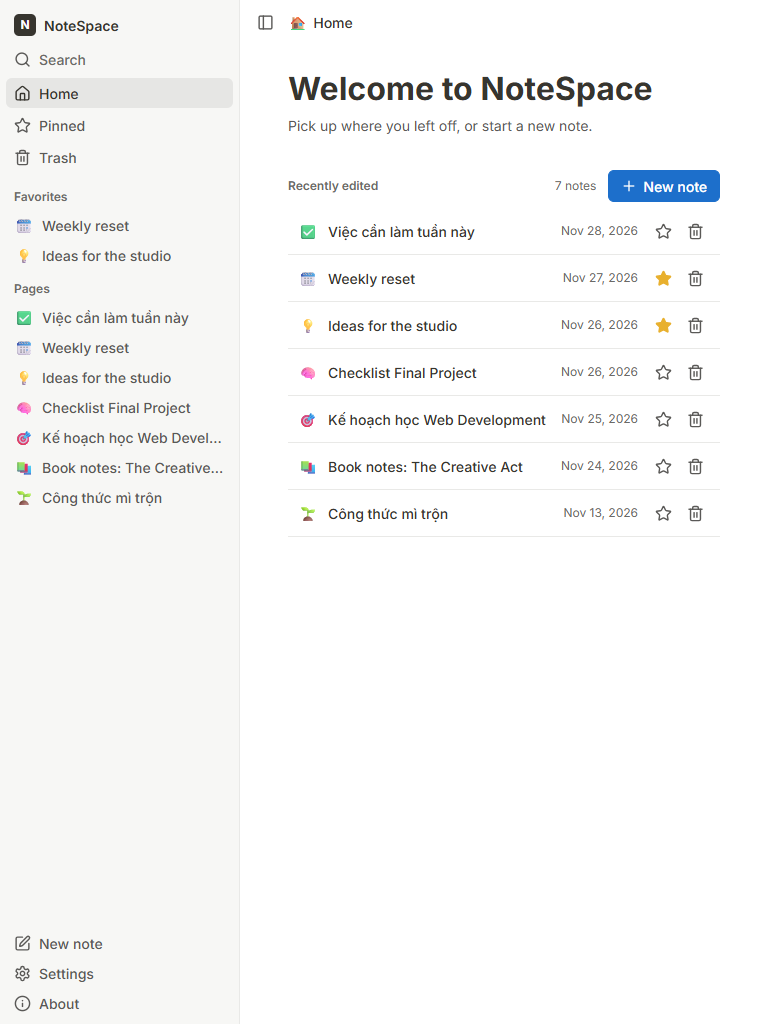 N NoteSpace
Search
Home
Pinned
Trash
Favorites
Weekly reset
Ideas for the studio
Pages
Việc cần làm tuần này
Weekly reset
Ideas for the studio
Checklist Final Project
Kế hoạch học Web Devel...
Book notes: The Creative...
Công thức mì trộn
New note
Settings
About
Home
Welcome to NoteSpace
Pick up where you left off, or start a new note.
Recently edited 7 notes New note
Việc cần làm tuần này Nov 28, 2026
Weekly reset Nov 27, 2026
Ideas for the studio Nov 26, 2026
Checklist Final Project Nov 26, 2026
Kế hoạch học Web Development Nov 25, 2026
Book notes: The Creative Act Nov 24, 2026
Công thức mì trộn Nov 13, 2026